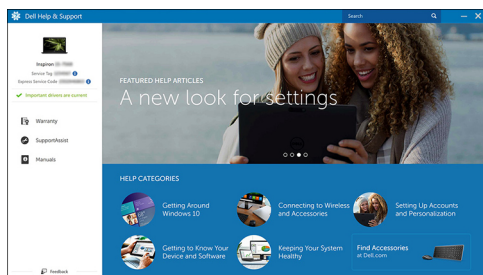 Dell Help & Support
Search
Inspiron
Service Tag
Express Service Code
Important drivers are current
Warranty
SupportAssist
Manuals
Feedback
FEATURED HELP ARTICLES
A new look for settings
HELP CATEGORIES
Getting Around
Windows 10
Connecting to Wireless
and Accessories
Setting Up Accounts
and Personalization
Getting to Know Your
Device and Software
Keeping Your System
Healthy
Find Accessories
at Dell.com